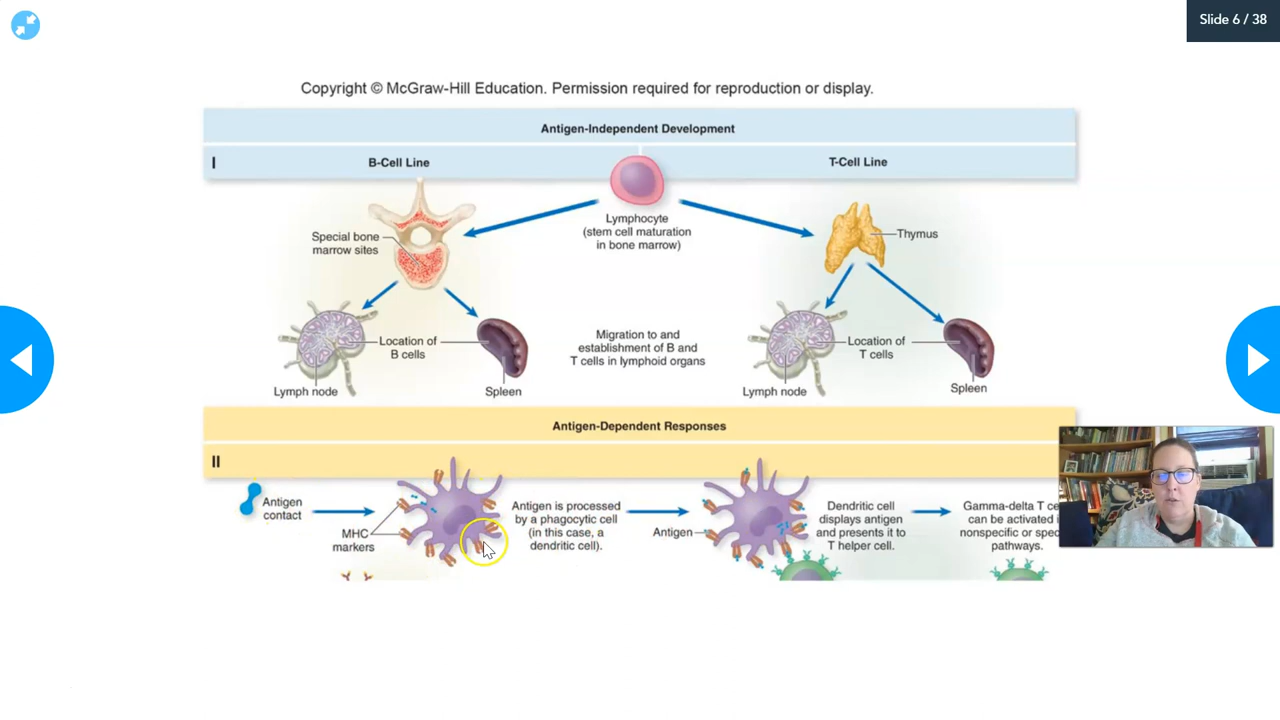 Slide 6 / 38
Copyright © McGraw-Hill Education. Permission required for reproduction or display.
Antigen-Independent Development
I
B-Cell Line
T-Cell Line
Special bone
marrow sites
Lymphocyte
(stem cell maturation
in bone marrow)
Thymus
Location of
B cells
Lymph node
Spleen
Migration to and
establishment of B and
T cells in lymphoid organs
Location of
T cells
Lymph node
Spleen
Antigen-Dependent Responses
II
Antigen
contact
MHC
markers
Antigen is processed
by a phagocytic cell
(in this case, a
dendritic cell).
Antigen
Dendritic cell
displays antigen
and presents it to
T helper cell.
Gamma-delta T ce
can be activated
nonspecific or spec
pathways.